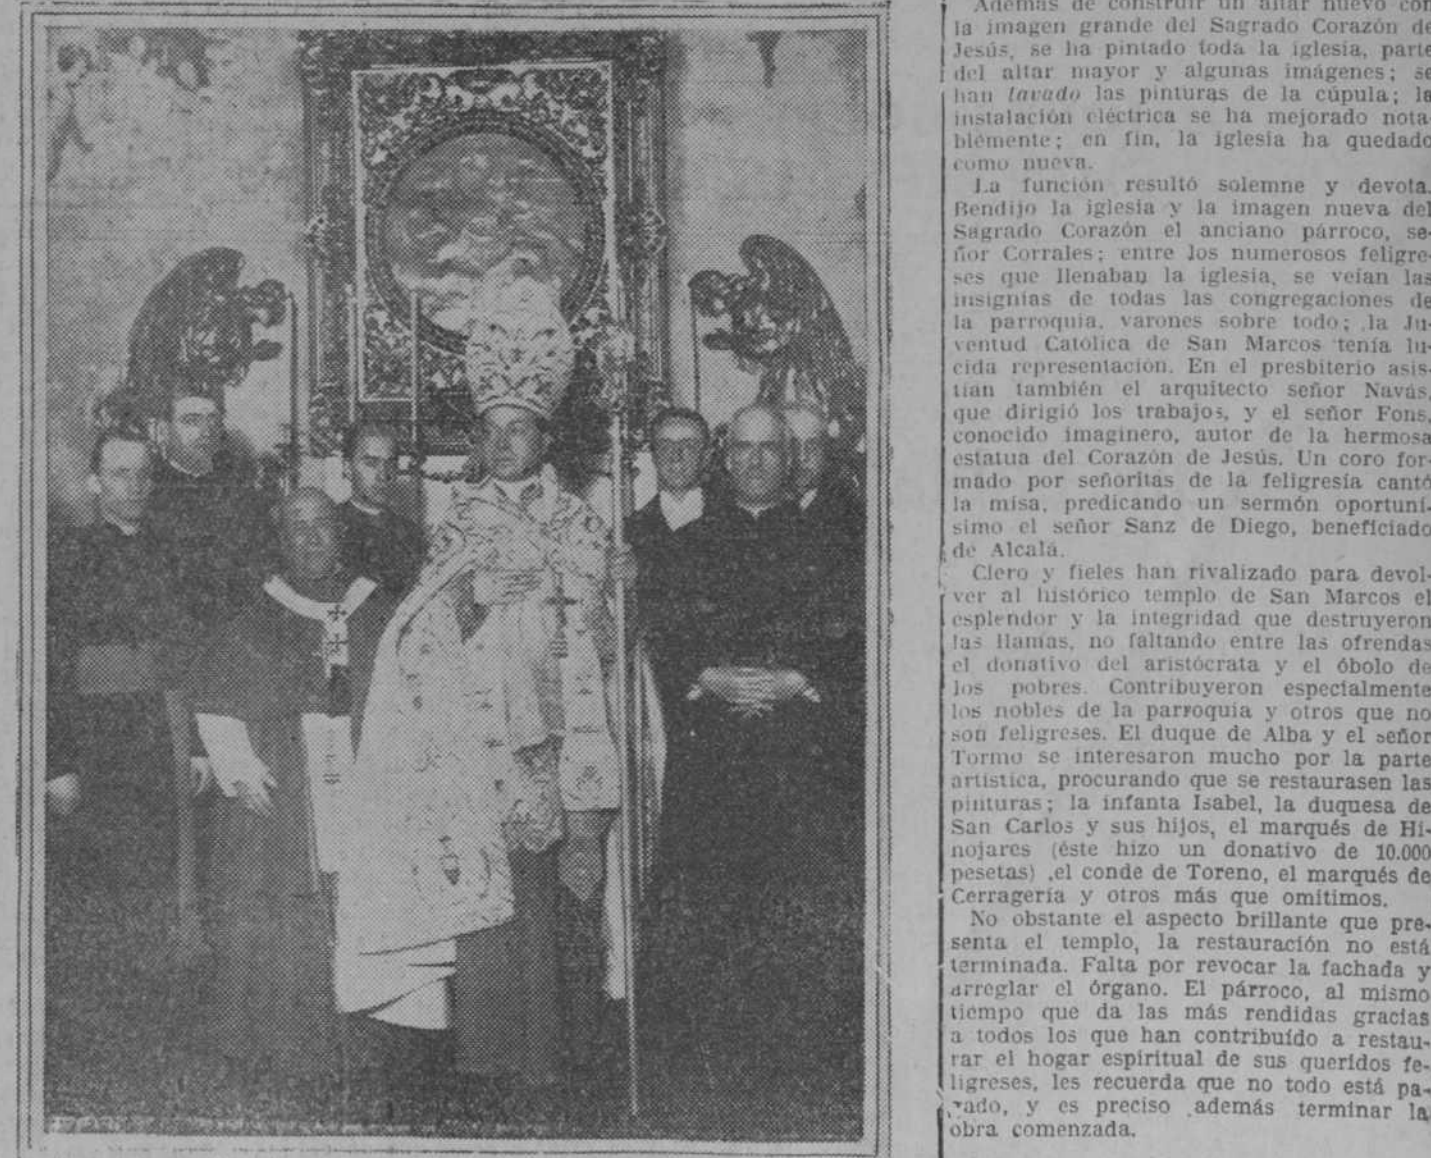 Además de construir un altar nuevo con
la imagen grande del Sagrado Corazón de
Jesús, se ha pintado toda la iglesia, parte
del altar mayor y algunas imágenes; se
han lavado las pinturas de la cúpula; la
instalación eléctrica se ha mejorado nota-
blemente; en fin, la iglesia ha quedado
como nueva.
La función resultó solemne y devota.
Bendijo la iglesia y la imagen nueva del
Sagrado Corazón el anciano párroco, se-
ñor Corrales; entre los numerosos feligre-
ses que llenaban la iglesia, se veían las
insignias de todas las congregaciones de
la parroquia, varones sobre todo; la Ju-
ventud Católica de San Marcos tenía lu-
cida representación. En el presbiterio asis-
tían también el arquitecto señor Navás,
que dirigió los trabajos, y el señor Fons,
conocido imaginero, autor de la hermosa
estatua del Corazón de Jesús. Un coro for-
mado por señoritas de la feligresía cantó
la misa, predicando un sermón oportuní-
simo el señor Sanz de Diego, beneficiado
de Alcalá.
Clero y fieles han rivalizado para devol-
ver al histórico templo de San Marcos el
esplendor y la integridad que destruyeron
las llamas, no faltando entre las ofrendas
el donativo del aristócrata y el óbolo de
los pobres. Contribuyeron especialmente
los nobles de la parroquia y otros que no
son feligreses. El duque de Alba y el señor
Tormo se interesaron mucho por la parte
artística, procurando que se restaurasen las
pinturas; la infanta Isabel, la duquesa de
San Carlos y sus hijos, el marqués de Hi-
nojares (éste hizo un donativo de 10.000
pesetas) ,el conde de Toreno, el marqués de
Cerragería y otros más que omitimos.
No obstante el aspecto brillante que pre-
senta el templo, la restauración no está
terminada. Falta por revocar la fachada y
arreglar el órgano. El párroco, al mismo
tiempo que da las más rendidas gracias
a todos los que han contribuído a restau-
rar el hogar espiritual de sus queridos fe-
ligreses, les recuerda que no todo está pa-
gado, y es preciso además terminar la
obra comenzada.